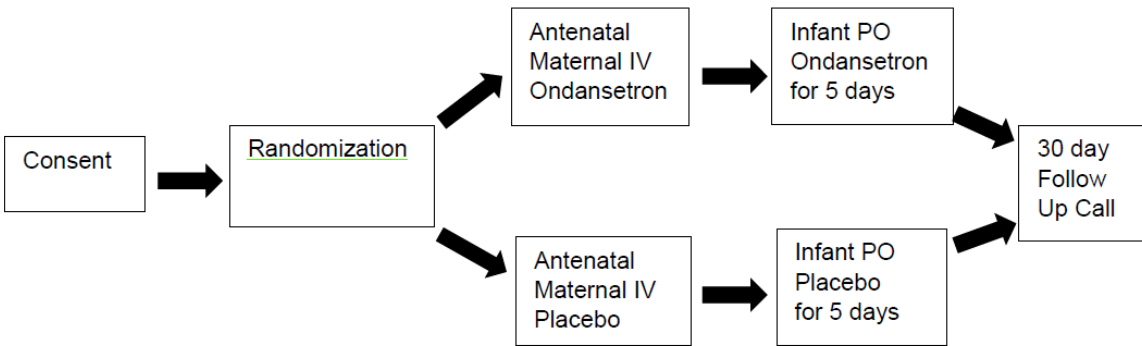 Consent
Randomization
Antenatal
Maternal IV
Ondansetron
Infant PO
Ondansetron
for 5 days
Antenatal
Maternal IV
Placebo
Infant PO
Placebo
for 5 days
30 day
Follow
Up Call